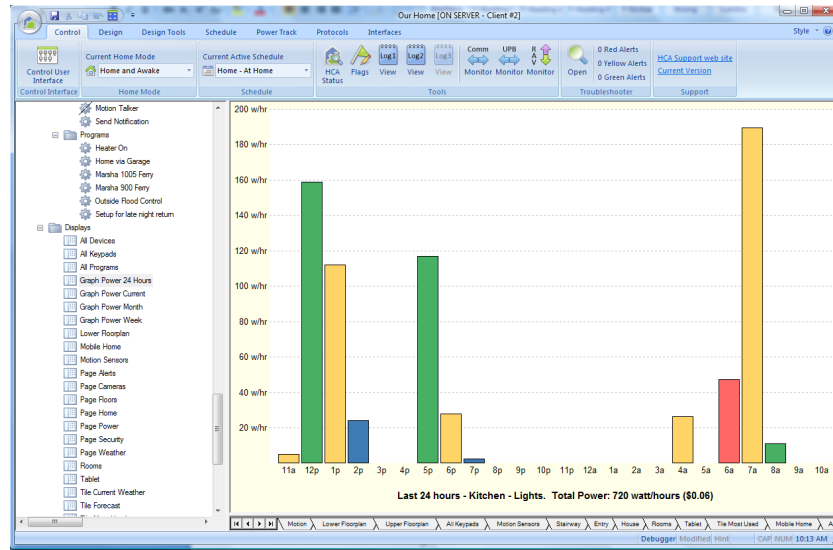 Our Home [ON SERVER - Client #2]
Control Design Design Tools Schedule Power Track Protocols Interfaces Style
Control User Interface
Current Home Mode
Home and Awake
Current Active Schedule
Home - At Home
HCA Status
Flags
Log1 View
Log2 View
Log3 View
Comm Monitor
UPB Monitor
R A V Monitor
Open
0 Red Alerts
0 Yellow Alerts
0 Green Alerts
HCA Support web site
Current Version
Control Interface Home Mode Schedule Tools Troubleshooter Support
Motion Talker
Send Notification
Programs
Heater On
Home via Garage
Marsha 1005 Ferry
Marsha 900 Ferry
Outside Flood Control
Setup for late night return
Displays
All Devices
All Keypads
All Programs
Graph Power 24 Hours
Graph Power Current
Graph Power Month
Graph Power Week
Lower Floorplan
Mobile Home
Motion Sensors
Page Alerts
Page Cameras
Page Floors
Page Home
Page Power
Page Security
Page Weather
Rooms
Tablet
Tile Current Weather
Tile Forecast
200 w/hr
180 w/hr
160 w/hr
140 w/hr
120 w/hr
100 w/hr
80 w/hr
60 w/hr
40 w/hr
20 w/hr
11a 12p 1p 2p 3p 4p 5p 6p 7p 8p 9p 10p 11p 12a 1a 2a 3a 4a 5a 6a 7a 8a 9a 10a
Last 24 hours - Kitchen - Lights. Total Power: 720 watt/hours ($0.06)
Motion Lower Floorplan Upper Floorplan All Keypads Motion Sensors Stairway Entry House Rooms Tablet Tile Most Used Mobile Home A
Debugger Modified Hint CAP NUM 10:13 AM